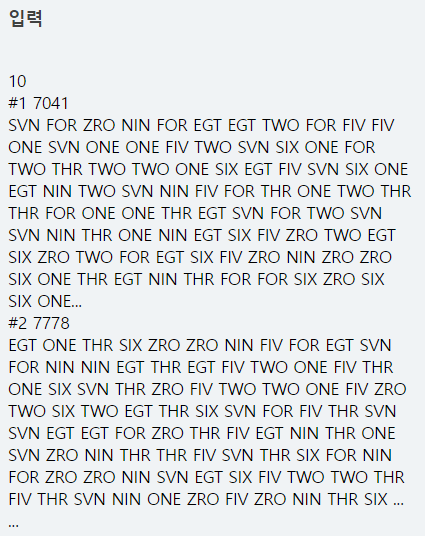 입력
10
#1 7041
SVN FOR ZRO NIN FOR EGT EGT TWO FOR FIV FIV
ONE SVN ONE ONE FIV TWO SVN SIX ONE FOR
TWO THR TWO TWO ONE SIX EGT FIV SVN SIX ONE
EGT NIN TWO SVN NIN FIV FOR THR ONE TWO THR
THR FOR ONE ONE THR EGT SVN FOR TWO SVN
SVN NIN THR ONE NIN EGT SIX FIV ZRO TWO EGT
SIX ZRO TWO FOR EGT SIX FIV ZRO NIN ZRO ZRO
SIX ONE THR EGT NIN THR FOR FOR SIX ZRO SIX
SIX ONE...
#2 7778
EGT ONE THR SIX ZRO ZRO NIN FIV FOR EGT SVN
FOR NIN NIN EGT THR EGT FIV TWO ONE FIV THR
ONE SIX SVN THR ZRO FIV TWO TWO ONE FIV ZRO
TWO SIX TWO EGT THR SIX SVN FOR FIV THR SVN
SVN EGT EGT FOR ZRO THR FIV EGT NIN THR ONE
SVN ZRO NIN THR THR FIV SVN THR SIX FOR NIN
FOR ZRO ZRO NIN SVN EGT SIX FIV TWO TWO THR
FIV THR SVN NIN ONE ZRO FIV ZRO NIN THR SIX ...
...